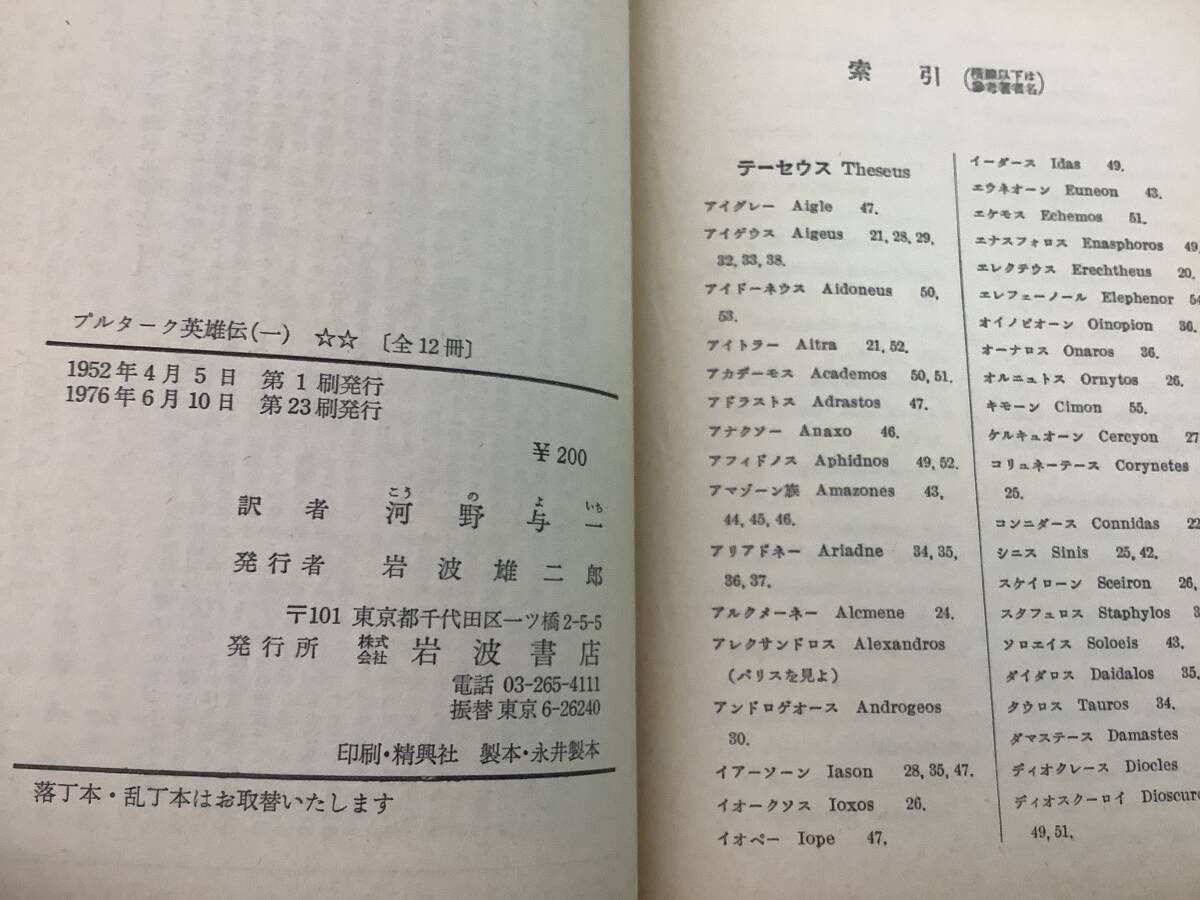 プルターク英雄伝(一) ☆☆ 〔全12冊〕
1952年4月5日 第1刷発行
1976年6月10日 第23刷発行
¥200
訳者 河野与一
こうのよいち
発行者 岩波雄二郎
〒101 東京都千代田区一ツ橋2-5-5
発行所 株式会社 岩波書店
電話 03-265-4111
振替 東京6-26240
印刷・精興社 製本・永井製本
落丁本・乱丁本はお取替いたします
索引 (横線以下は参考著者名)
テーセウス Theseus
アイグレー Aigle 47.
アイゲウス Aigeus 21, 28, 29,
32, 33, 38.
アイドーネウス Aidoneus 50,
53.
アイトラー Aitra 21, 52.
アカデーモス Academos 50, 51.
アドラストス Adrastos 47.
アナクソー Anaxo 46.
アフィドノス Aphidnos 49, 52.
アマゾーン族 Amazones 43,
44, 45, 46.
アリアドネー Ariadne 34, 35,
36, 37.
アルクメーネー Alcmene 24.
アレクサンドロス Alexandros
(パリスを見よ)
アンドロゲオース Androgeos
30.
イアーソーン Iason 28, 35, 47.
イオークソス Ioxos 26.
イオペー Iope 47.
イーダース Idas 49.
エウネオーン Euneon 43.
エケモス Echemos 51.
エナスフォロス Enasphoros 49,
エレクテウス Erechtheus 20.
エレフェーノール Elephenor 54
オイノピオーン Oinopion 36.
オーナロス Onaros 36.
オルニュトス Ornytos 26.
キモーン Cimon 55.
ケルキュオーン Cercyon 27
コリュネーテース Corynetes
25.
コンニダース Connidas 22
シニス Sinis 25, 42.
スケイローン Sceiron 26,
スタフュロス Staphylos 3
ソロエイス Soloeis 43.
ダイダロス Daidalos 35.
タウロス Tauros 34.
ダマステース Damastes
ディオクレース Diocles
ディオスクーロイ Dioscuro
49, 51.